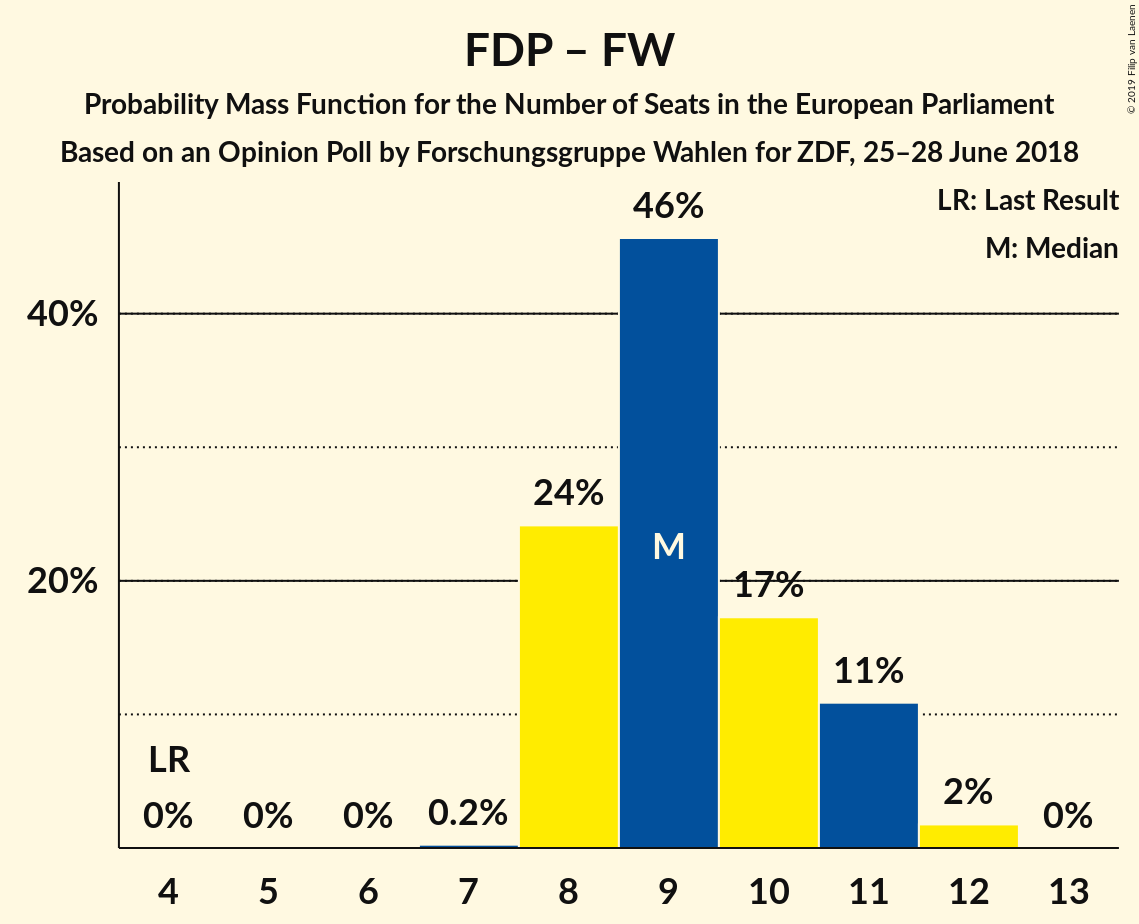 FDP – FW
Probability Mass Function for the Number of Seats in the European Parliament
Based on an Opinion Poll by Forschungsgruppe Wahlen for ZDF, 25–28 June 2018
© 2019 Filip van Laenen
LR: Last Result
M: Median
46%
40%
24%
M
20%
17%
11%
LR
2%
0% 0% 0% 0.2% 0%
4 5 6 7 8 9 10 11 12 13